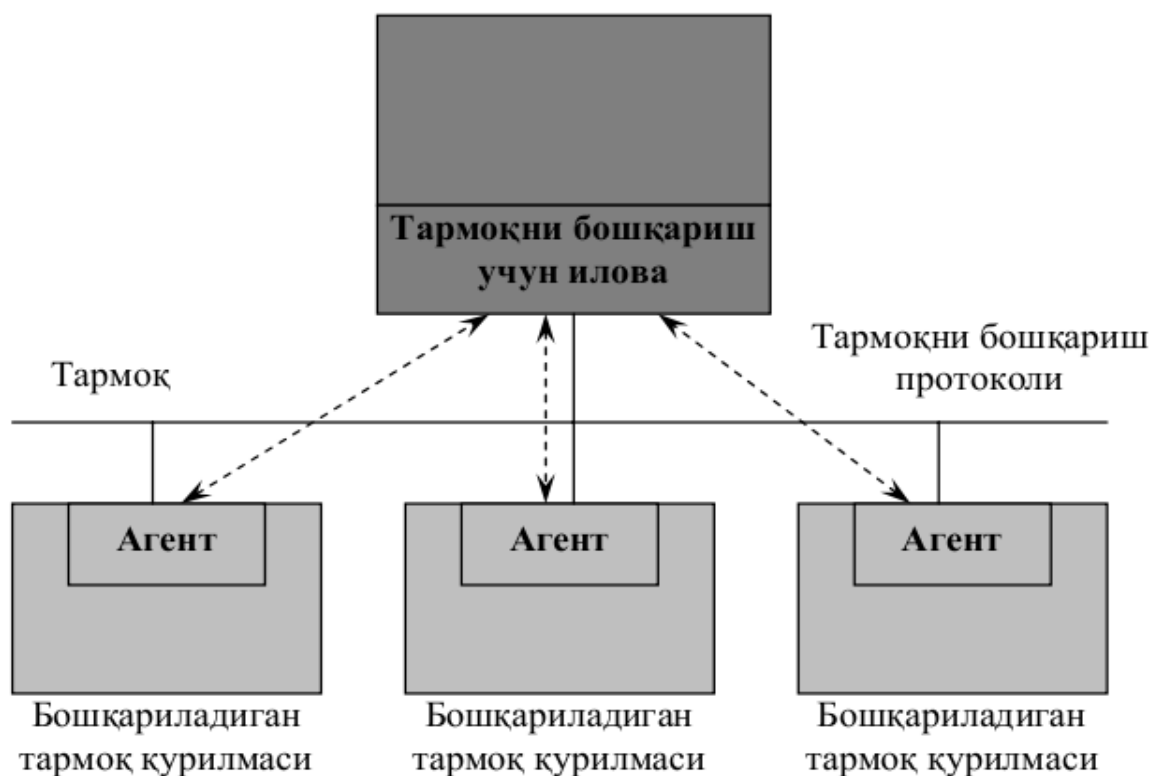 Тармоқни бошқариш
учун илова
Тармоқ
Тармоқни бошқариш
протоколи
Агент
Агент
Агент
Бошқариладиган
тармоқ қурилмаси
Бошқариладиган
тармоқ қурилмаси
Бошқариладиган
тармоқ қурилмаси